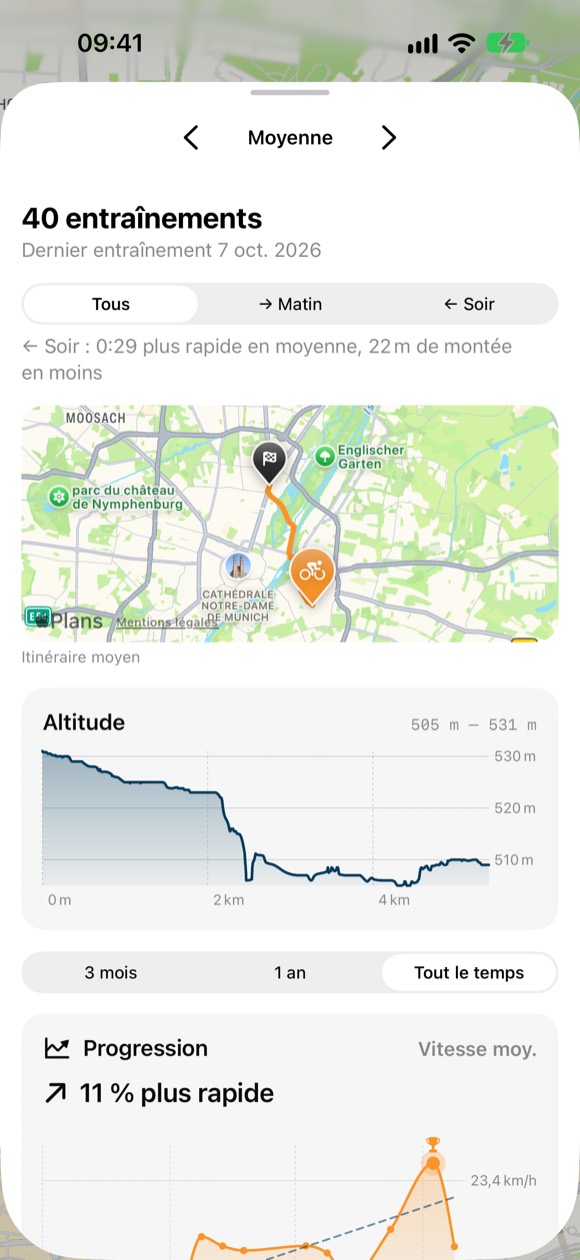 09:41
Moyenne
40 entraînements
Dernier entraînement 7 oct. 2026
Tous
→ Matin
← Soir
← Soir : 0:29 plus rapide en moyenne, 22 m de montée
en moins
MOOSACH
Englischer
Garten
parc du château
de Nymphenburg
CATHÉDRALE
NOTRE-DAME
DE MUNICH
Plans
Mentions légales
Itinéraire moyen
Altitude
505 m – 531 m
530 m
520 m
510 m
0 m
2 km
4 km
3 mois
1 an
Tout le temps
Progression
Vitesse moy.
11 % plus rapide
23,4 km/h